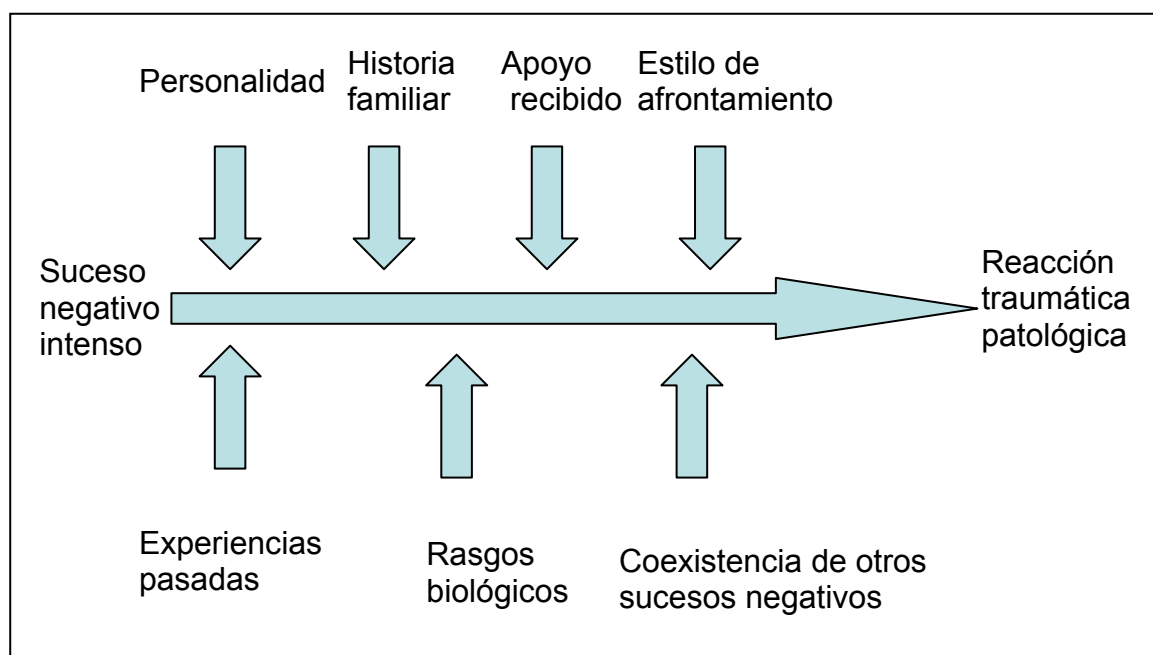 Personalidad
Historia
familiar
Apoyo
recibido
Estilo de
afrontamiento
Suceso
negativo
intenso
Reacción
traumática
patológica
Experiencias
pasadas
Rasgos
biológicos
Coexistencia de otros
sucesos negativos